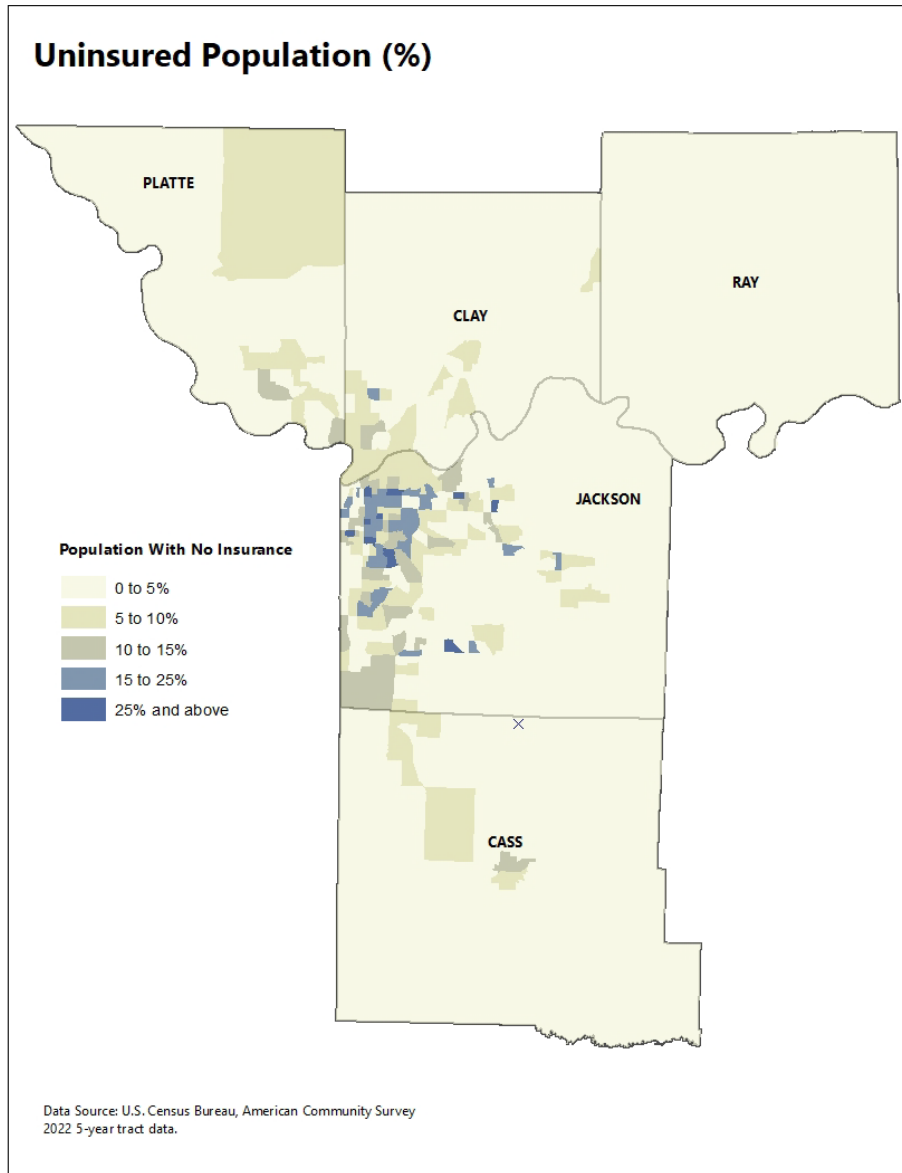 Uninsured Population (%)
PLATTE
RAY
CLAY
JACKSON
Population With No Insurance
0 to 5%
5 to 10%
10 to 15%
15 to 25%
25% and above
CASS
Data Source: U.S. Census Bureau, American Community Survey
2022 5-year tract data.